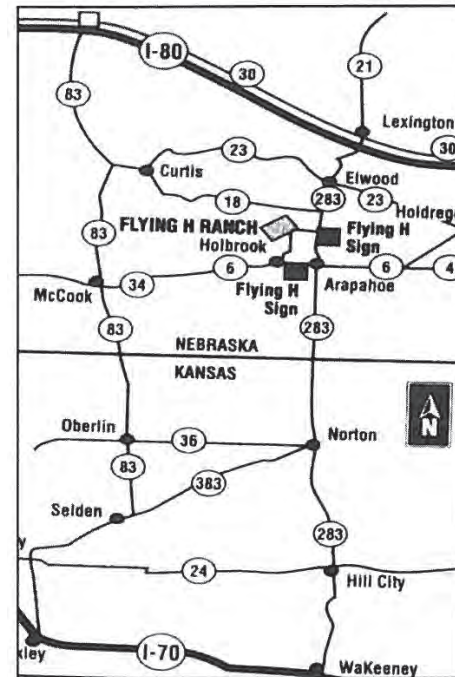 I-80
30
21
83
Lexington
30
23
Elwood
Curtis
283
23
18
Holdreg
FLYING H RANCH
Flying H
Sign
83
Holbrook
6
6
4
McCook
34
Flying H
Sign
Arapahoe
83
283
NEBRASKA
KANSAS
N
Oberlin
36
Norton
83
383
Selden
283
y
24
Hill City
I-70
kley
WaKeeney